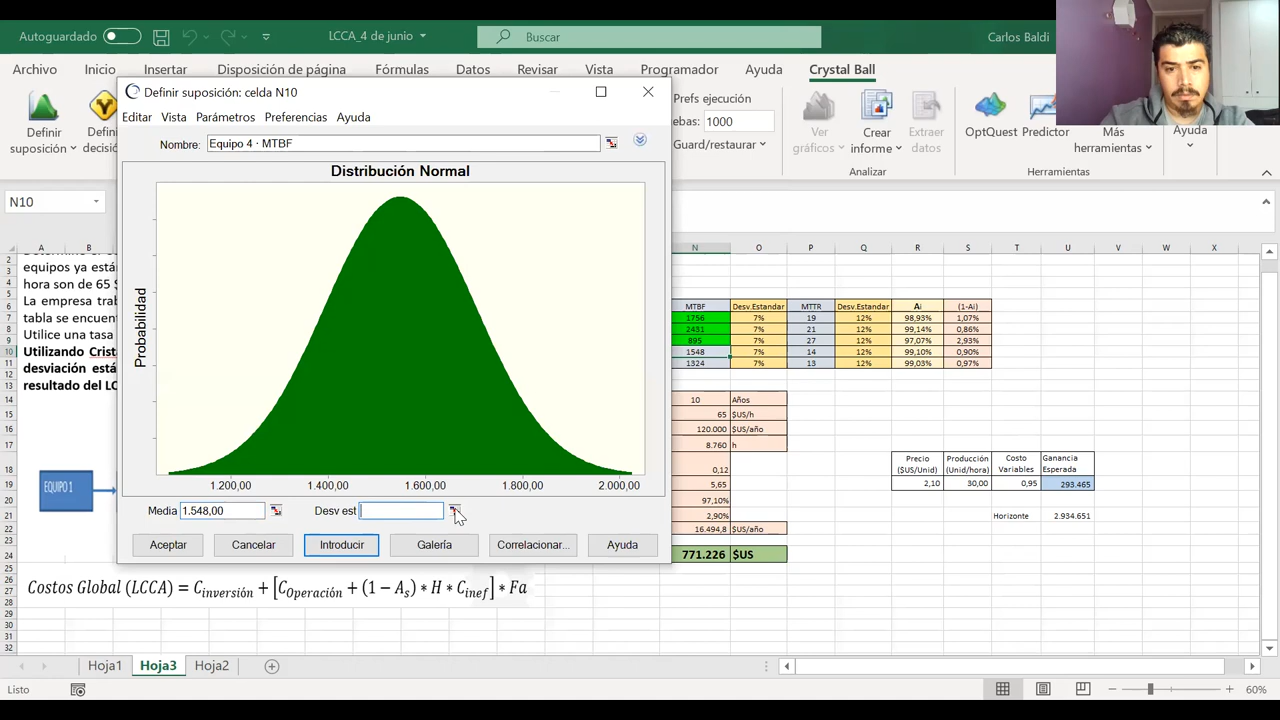 Autoguardado
LCCA_4 de junio
Buscar
Carlos Baldi
Archivo Inicio Insertar Disposición de página Fórmulas Datos Revisar Vista Programador Ayuda Crystal Ball
Definir suposición: celda N10
Editar Vista Parámetros Preferencias Ayuda
Nombre: Equipo 4 · MTBF
Distribución Normal
Probabilidad
1.200,00 1.400,00 1.600,00 1.800,00 2.000,00
Media 1.548,00 Desv est
Aceptar Cancelar Introducir Galería Correlacionar... Ayuda
Definir
suposición
Prefs ejecución
1000
Guard/restaurar
Ver
gráficos
Crear
informe
Extraer
datos
Analizar
OptQuest Predictor
Más
herramientas
Herramientas
Ayuda
N10
A B N O P Q R S T U V W X
equipos ya está
hora son de 65 $
La empresa trab
tabla se encuent
Utilice una tasa
Utilizando Crist
desviación está
resultado del LC
MTBF Desv.Estandar MTTR Desv.Estandar Ai (1-Ai)
1756 7% 19 12% 98,93% 1,07%
2431 7% 21 12% 99,14% 0,86%
895 7% 27 12% 97,07% 2,93%
1548 7% 14 12% 99,10% 0,90%
1324 7% 13 12% 99,03% 0,97%
10 Años
65 $US/h
120.000 $US/año
8.760 h
0,12
5,65
97,10%
2,90%
16.494,8 $US/año
771.226 $US
Precio ($US/Unid) Producción (Unid/hora) Costo Variables Ganancia Esperada
2,10 30,00 0,95 293.465
Horizonte 2.934.651
EQUIPO 1
Costos Global (LCCA) = C_inversión + [C_Operación + (1 − A_s) * H * C_inef] * Fa
Hoja1 Hoja3 Hoja2
Listo
60%